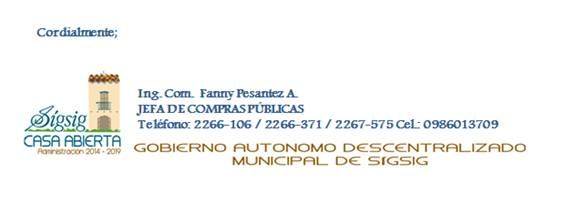 Cordialmente;
Ing. Com. Fanny Pesantez A.
JEFA DE COMPRAS PÚBLICAS
Teléfono: 2266-106 / 2266-371 / 2267-575 Cel.: 0986013709
Sígsig
CASA ABIERTA
Administración 2014 - 2019
GOBIERNO AUTONOMO DESCENTRALIZADO
MUNICIPAL DE SÍGSIG